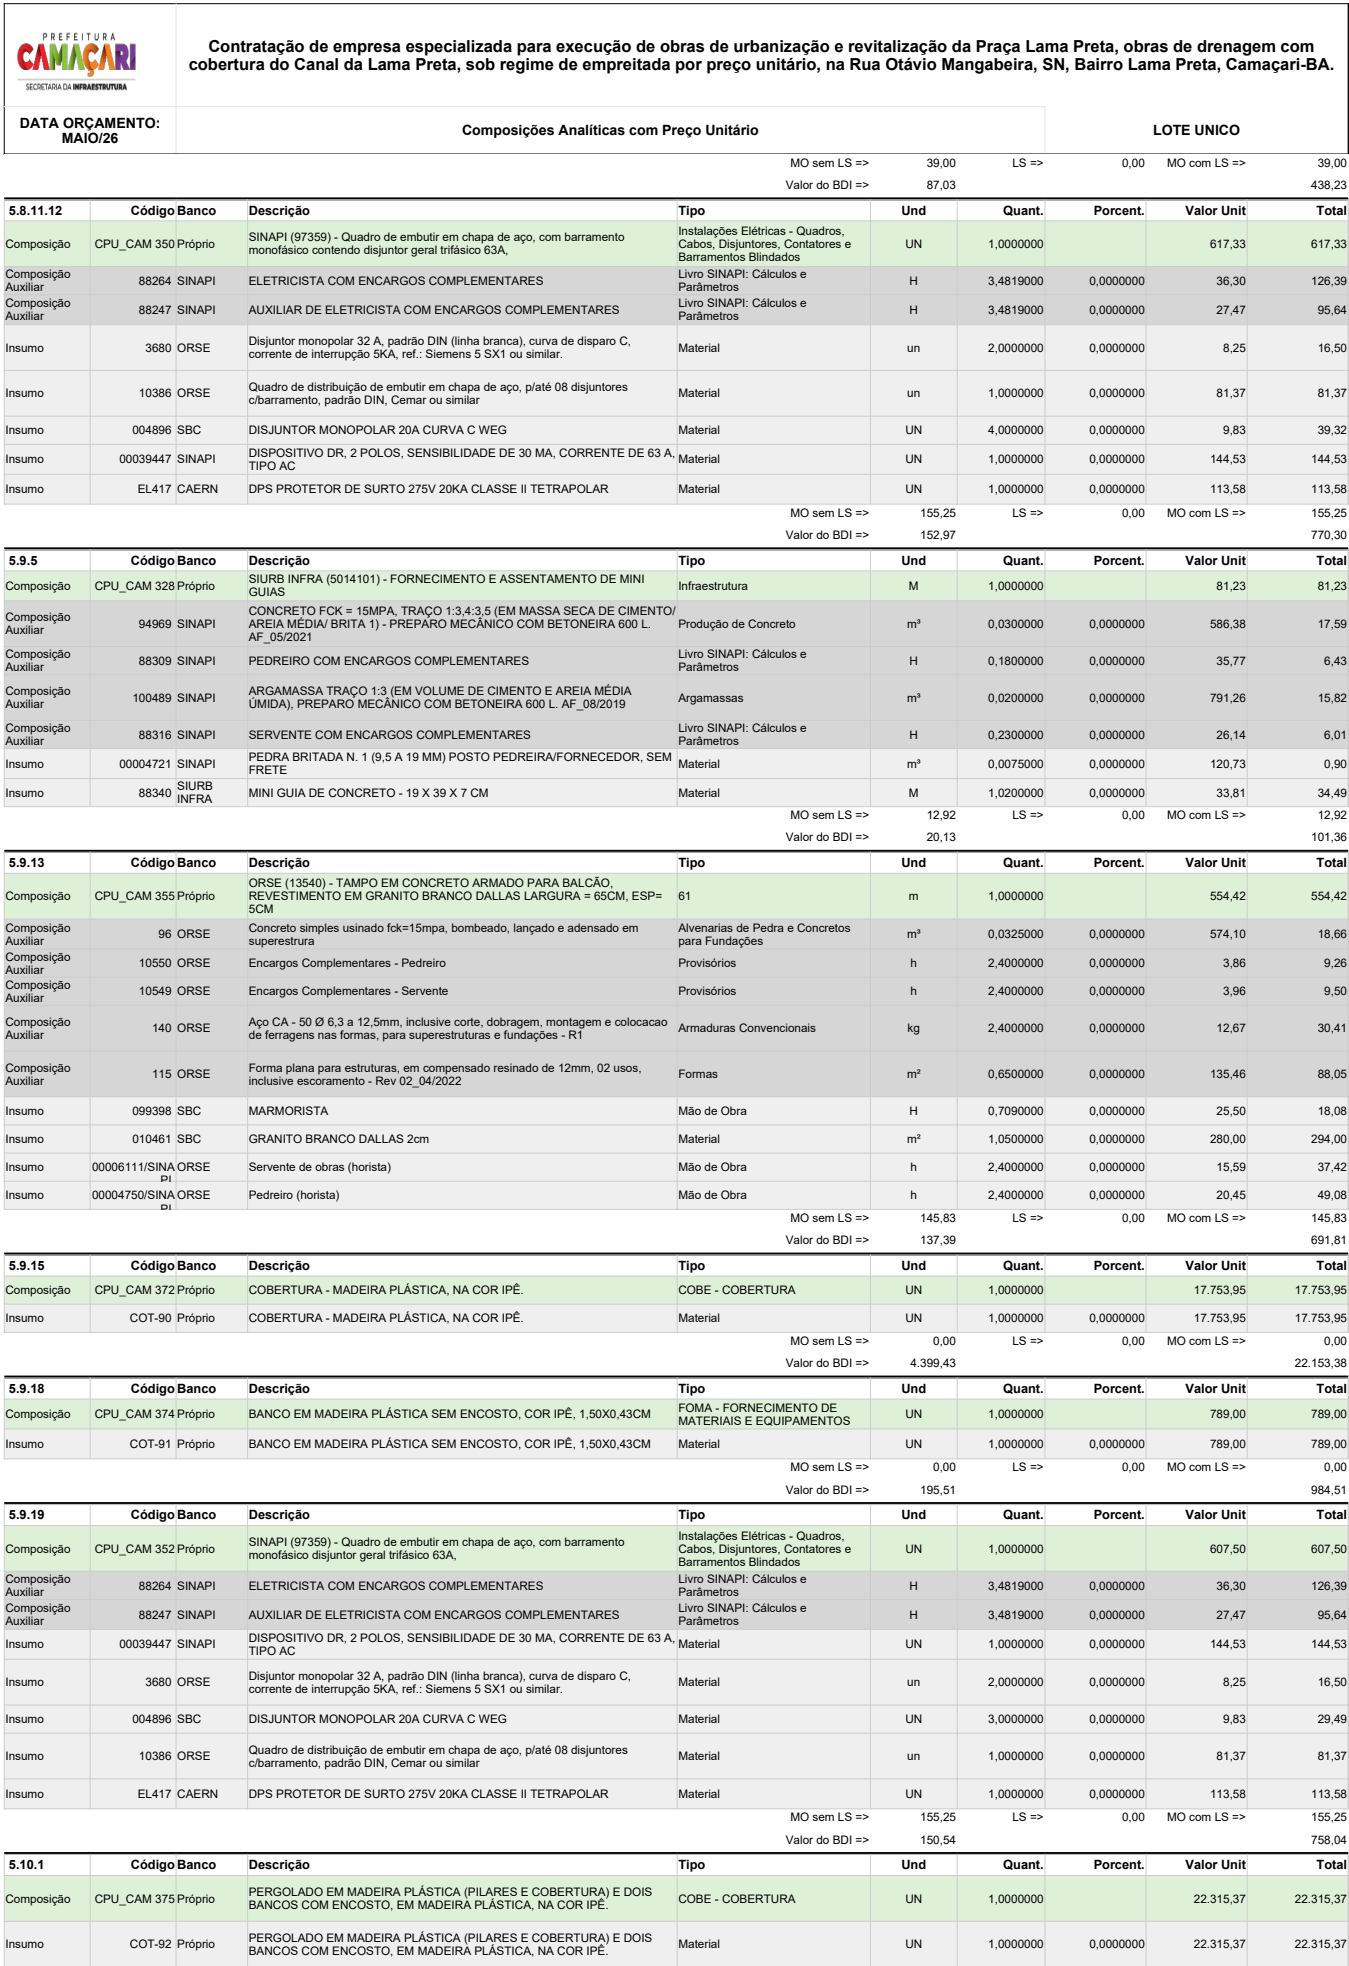 PREFEITURA
CAMAÇARI
SECRETARIA DA INFRAESTRUTURA
Contratação de empresa especializada para execução de obras de urbanização e revitalização da Praça Lama Preta, obras de drenagem com
cobertura do Canal da Lama Preta, sob regime de empreitada por preço unitário, na Rua Otávio Mangabeira, SN, Bairro Lama Preta, Camaçari-BA.
DATA ORÇAMENTO:
MAIO/26
Composições Analíticas com Preço Unitário
LOTE UNICO
MO sem LS => 39,00 LS => 0,00 MO com LS => 39,00
Valor do BDI => 87,03 438,23
5.8.11.12 Código Banco Descrição Tipo Und Quant. Porcent. Valor Unit Total
Composição CPU_CAM 350 Próprio SINAPI (97359) - Quadro de embutir em chapa de aço, com barramento
monofásico contendo disjuntor geral trifásico 63A,
Instalações Elétricas - Quadros,
Cabos, Disjuntores, Contatores e
Barramentos Blindados
UN 1,0000000 617,33 617,33
Composição
Auxiliar
88264 SINAPI ELETRICISTA COM ENCARGOS COMPLEMENTARES
Livro SINAPI: Cálculos e
Parâmetros
H 3,4819000 0,0000000 36,30 126,39
Composição
Auxiliar
88247 SINAPI AUXILIAR DE ELETRICISTA COM ENCARGOS COMPLEMENTARES
Livro SINAPI: Cálculos e
Parâmetros
H 3,4819000 0,0000000 27,47 95,64
Insumo 3680 ORSE Disjuntor monopolar 32 A, padrão DIN (linha branca), curva de disparo C,
corrente de interrupção 5KA, ref.: Siemens 5 SX1 ou similar.
Material un 2,0000000 0,0000000 8,25 16,50
Insumo 10386 ORSE Quadro de distribuição de embutir em chapa de aço, p/até 08 disjuntores
c/barramento, padrão DIN, Cemar ou similar
Material un 1,0000000 0,0000000 81,37 81,37
Insumo 004896 SBC DISJUNTOR MONOPOLAR 20A CURVA C WEG Material UN 4,0000000 0,0000000 9,83 39,32
Insumo 00039447 SINAPI DISPOSITIVO DR, 2 POLOS, SENSIBILIDADE DE 30 MA, CORRENTE DE 63 A,
TIPO AC
Material UN 1,0000000 0,0000000 144,53 144,53
Insumo EL417 CAERN DPS PROTETOR DE SURTO 275V 20KA CLASSE II TETRAPOLAR Material UN 1,0000000 0,0000000 113,58 113,58
MO sem LS => 155,25 LS => 0,00 MO com LS => 155,25
Valor do BDI => 152,97 770,30
5.9.5 Código Banco Descrição Tipo Und Quant. Porcent. Valor Unit Total
Composição CPU_CAM 328 Próprio SIURB INFRA (5014101) - FORNECIMENTO E ASSENTAMENTO DE MINI
GUIAS
Infraestrutura M 1,0000000 81,23 81,23
Composição
Auxiliar
94969 SINAPI CONCRETO FCK = 15MPA, TRAÇO 1:3,4:3,5 (EM MASSA SECA DE CIMENTO/
AREIA MÉDIA/ BRITA 1) - PREPARO MECÂNICO COM BETONEIRA 600 L.
AF_05/2021
Produção de Concreto m³ 0,0300000 0,0000000 586,38 17,59
Composição
Auxiliar
88309 SINAPI PEDREIRO COM ENCARGOS COMPLEMENTARES
Livro SINAPI: Cálculos e
Parâmetros
H 0,1800000 0,0000000 35,77 6,43
Composição
Auxiliar
100489 SINAPI ARGAMASSA TRAÇO 1:3 (EM VOLUME DE CIMENTO E AREIA MÉDIA
ÚMIDA), PREPARO MECÂNICO COM BETONEIRA 600 L. AF_08/2019
Argamassas m³ 0,0200000 0,0000000 791,26 15,82
Composição
Auxiliar
88316 SINAPI SERVENTE COM ENCARGOS COMPLEMENTARES
Livro SINAPI: Cálculos e
Parâmetros
H 0,2300000 0,0000000 26,14 6,01
Insumo 00004721 SINAPI PEDRA BRITADA N. 1 (9,5 A 19 MM) POSTO PEDREIRA/FORNECEDOR, SEM
FRETE
Material m³ 0,0075000 0,0000000 120,73 0,90
Insumo 88340 SIURB
INFRA
MINI GUIA DE CONCRETO - 19 X 39 X 7 CM Material M 1,0200000 0,0000000 33,81 34,49
MO sem LS => 12,92 LS => 0,00 MO com LS => 12,92
Valor do BDI => 20,13 101,36
5.9.13 Código Banco Descrição Tipo Und Quant. Porcent. Valor Unit Total
Composição CPU_CAM 355 Próprio ORSE (13540) - TAMPO EM CONCRETO ARMADO PARA BALCÃO,
REVESTIMENTO EM GRANITO BRANCO DALLAS LARGURA = 65CM, ESP=
5CM
61 m 1,0000000 554,42 554,42
Composição
Auxiliar
96 ORSE Concreto simples usinado fck=15mpa, bombeado, lançado e adensado em
superestrura
Alvenarias de Pedra e Concretos
para Fundações
m³ 0,0325000 0,0000000 574,10 18,66
Composição
Auxiliar
10550 ORSE Encargos Complementares - Pedreiro Provisórios h 2,4000000 0,0000000 3,86 9,26
Composição
Auxiliar
10549 ORSE Encargos Complementares - Servente Provisórios h 2,4000000 0,0000000 3,96 9,50
Composição
Auxiliar
140 ORSE Aço CA - 50 Ø 6,3 a 12,5mm, inclusive corte, dobragem, montagem e colocacao
de ferragens nas formas, para superestruturas e fundações - R1
Armaduras Convencionais kg 2,4000000 0,0000000 12,67 30,41
Composição
Auxiliar
115 ORSE Forma plana para estruturas, em compensado resinado de 12mm, 02 usos,
inclusive escoramento - Rev 02_04/2022
Formas m² 0,6500000 0,0000000 135,46 88,05
Insumo 099398 SBC MARMORISTA Mão de Obra H 0,7090000 0,0000000 25,50 18,08
Insumo 010461 SBC GRANITO BRANCO DALLAS 2cm Material m² 1,0500000 0,0000000 280,00 294,00
Insumo 00006111/SINA
PI
ORSE Servente de obras (horista) Mão de Obra h 2,4000000 0,0000000 15,59 37,42
Insumo 00004750/SINA
PI
ORSE Pedreiro (horista) Mão de Obra h 2,4000000 0,0000000 20,45 49,08
MO sem LS => 145,83 LS => 0,00 MO com LS => 145,83
Valor do BDI => 137,39 691,81
5.9.15 Código Banco Descrição Tipo Und Quant. Porcent. Valor Unit Total
Composição CPU_CAM 372 Próprio COBERTURA - MADEIRA PLÁSTICA, NA COR IPÊ. COBE - COBERTURA UN 1,0000000 17.753,95 17.753,95
Insumo COT-90 Próprio COBERTURA - MADEIRA PLÁSTICA, NA COR IPÊ. Material UN 1,0000000 0,0000000 17.753,95 17.753,95
MO sem LS => 0,00 LS => 0,00 MO com LS => 0,00
Valor do BDI => 4.399,43 22.153,38
5.9.18 Código Banco Descrição Tipo Und Quant. Porcent. Valor Unit Total
Composição CPU_CAM 374 Próprio BANCO EM MADEIRA PLÁSTICA SEM ENCOSTO, COR IPÊ, 1,50X0,43CM
FOMA - FORNECIMENTO DE
MATERIAIS E EQUIPAMENTOS
UN 1,0000000 789,00 789,00
Insumo COT-91 Próprio BANCO EM MADEIRA PLÁSTICA SEM ENCOSTO, COR IPÊ, 1,50X0,43CM Material UN 1,0000000 0,0000000 789,00 789,00
MO sem LS => 0,00 LS => 0,00 MO com LS => 0,00
Valor do BDI => 195,51 984,51
5.9.19 Código Banco Descrição Tipo Und Quant. Porcent. Valor Unit Total
Composição CPU_CAM 352 Próprio SINAPI (97359) - Quadro de embutir em chapa de aço, com barramento
monofásico disjuntor geral trifásico 63A,
Instalações Elétricas - Quadros,
Cabos, Disjuntores, Contatores e
Barramentos Blindados
UN 1,0000000 607,50 607,50
Composição
Auxiliar
88264 SINAPI ELETRICISTA COM ENCARGOS COMPLEMENTARES
Livro SINAPI: Cálculos e
Parâmetros
H 3,4819000 0,0000000 36,30 126,39
Composição
Auxiliar
88247 SINAPI AUXILIAR DE ELETRICISTA COM ENCARGOS COMPLEMENTARES
Livro SINAPI: Cálculos e
Parâmetros
H 3,4819000 0,0000000 27,47 95,64
Insumo 00039447 SINAPI DISPOSITIVO DR, 2 POLOS, SENSIBILIDADE DE 30 MA, CORRENTE DE 63 A,
TIPO AC
Material UN 1,0000000 0,0000000 144,53 144,53
Insumo 3680 ORSE Disjuntor monopolar 32 A, padrão DIN (linha branca), curva de disparo C,
corrente de interrupção 5KA, ref.: Siemens 5 SX1 ou similar.
Material un 2,0000000 0,0000000 8,25 16,50
Insumo 004896 SBC DISJUNTOR MONOPOLAR 20A CURVA C WEG Material UN 3,0000000 0,0000000 9,83 29,49
Insumo 10386 ORSE Quadro de distribuição de embutir em chapa de aço, p/até 08 disjuntores
c/barramento, padrão DIN, Cemar ou similar
Material un 1,0000000 0,0000000 81,37 81,37
Insumo EL417 CAERN DPS PROTETOR DE SURTO 275V 20KA CLASSE II TETRAPOLAR Material UN 1,0000000 0,0000000 113,58 113,58
MO sem LS => 155,25 LS => 0,00 MO com LS => 155,25
Valor do BDI => 150,54 758,04
5.10.1 Código Banco Descrição Tipo Und Quant. Porcent. Valor Unit Total
Composição CPU_CAM 375 Próprio PERGOLADO EM MADEIRA PLÁSTICA (PILARES E COBERTURA) E DOIS
BANCOS COM ENCOSTO, EM MADEIRA PLÁSTICA, NA COR IPÊ.
COBE - COBERTURA UN 1,0000000 22.315,37 22.315,37
Insumo COT-92 Próprio PERGOLADO EM MADEIRA PLÁSTICA (PILARES E COBERTURA) E DOIS
BANCOS COM ENCOSTO, EM MADEIRA PLÁSTICA, NA COR IPÊ.
Material UN 1,0000000 0,0000000 22.315,37 22.315,37